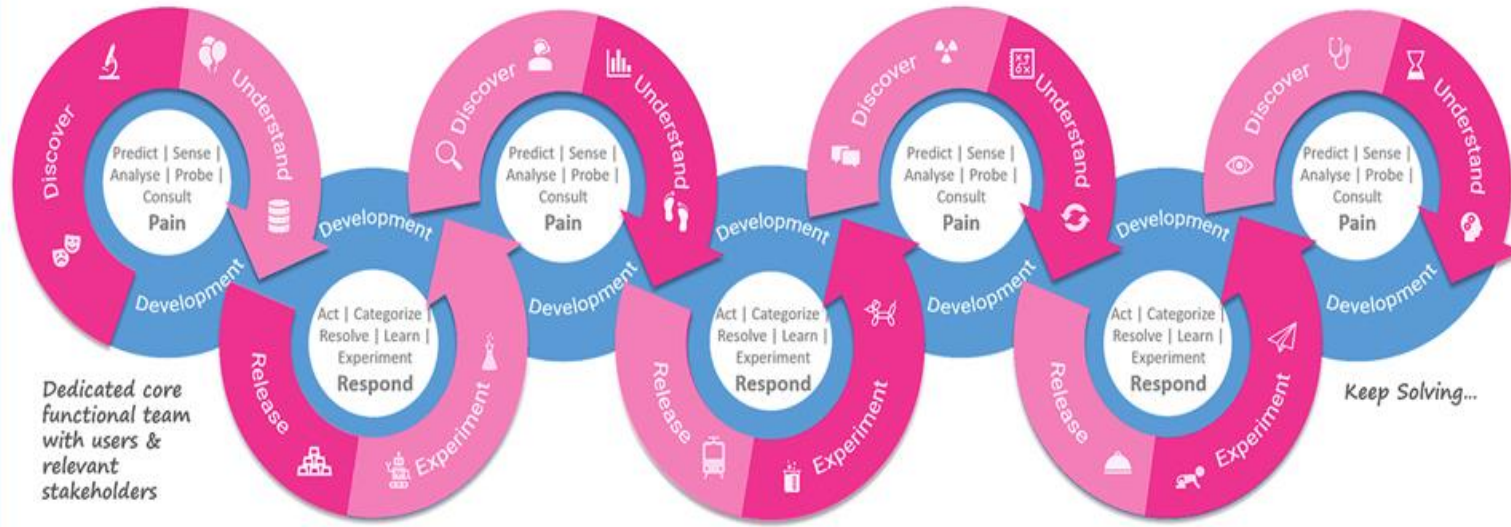 Discover
Understand
Predict | Sense |
Analyse | Probe |
Consult
Pain
Development
Development
Act | Categorize |
Resolve | Learn |
Experiment
Respond
Release
Experiment
Discover
Understand
Predict | Sense |
Analyse | Probe |
Consult
Pain
Development
Development
Act | Categorize |
Resolve | Learn |
Experiment
Respond
Release
Experiment
Discover
Understand
Predict | Sense |
Analyse | Probe |
Consult
Pain
Development
Development
Act | Categorize |
Resolve | Learn |
Experiment
Respond
Release
Experiment
Discover
Understand
Predict | Sense |
Analyse | Probe |
Consult
Pain
Development
Dedicated core
functional team
with users &
relevant
stakeholders
Keep Solving...